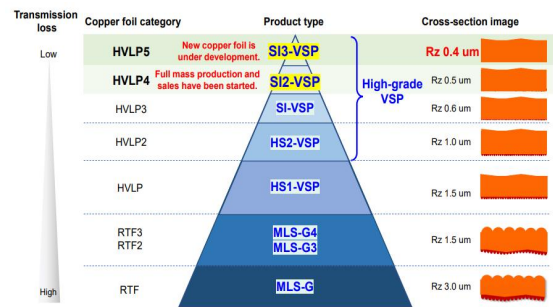 Transmission
loss
Copper foil category
Product type
Cross-section image
Low
HVLP5
New copper foil is
under development.
SI3-VSP
Rz 0.4 um
HVLP4
Full mass production and
sales have been started.
SI2-VSP
High-grade
VSP
Rz 0.5 um
HVLP3
SI-VSP
Rz 0.6 um
HVLP2
HS2-VSP
Rz 1.0 um
HVLP
HS1-VSP
Rz 1.5 um
RTF3
RTF2
MLS-G4
MLS-G3
Rz 1.5 um
High
RTF
MLS-G
Rz 3.0 um